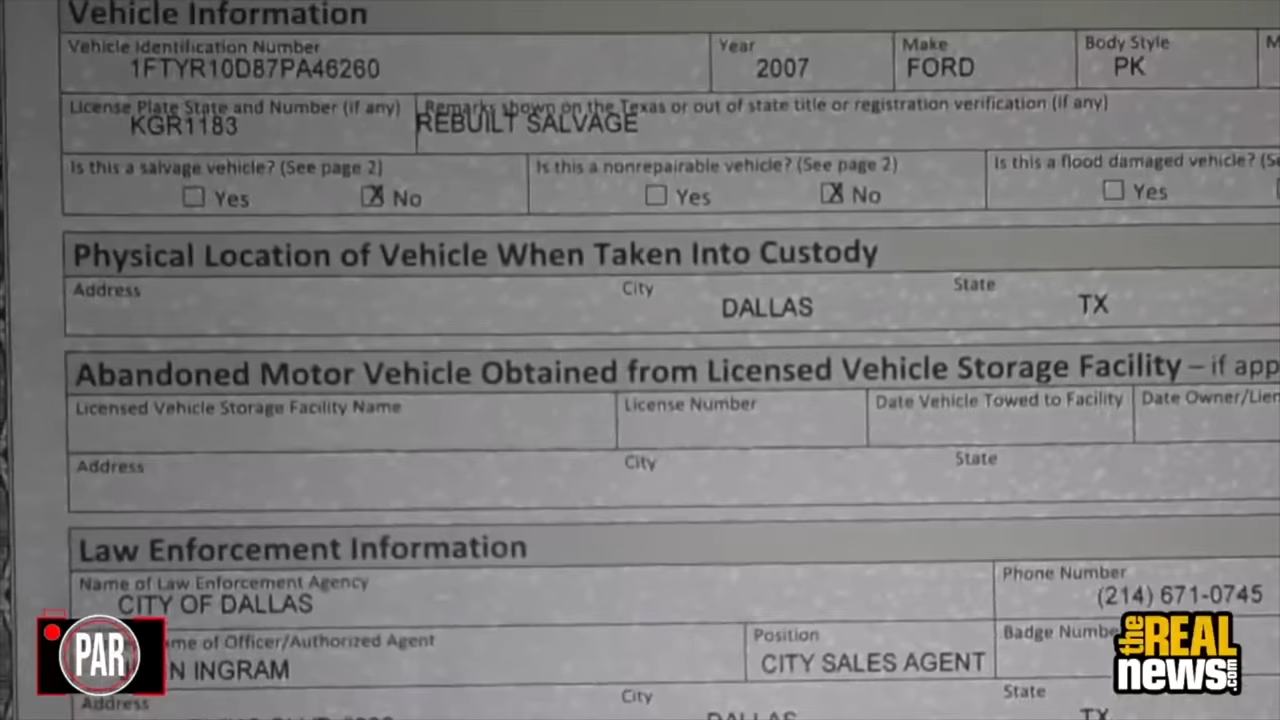 Vehicle Information
Vehicle Identification Number Year Make Body Style M
1FTYR10D87PA46260 2007 FORD PK
License Plate State and Number (if any) Remarks shown on the Texas or out of state title or registration verification (if any)
KGR1183 REBUILT SALVAGE
Is this a salvage vehicle? (See page 2) Is this a nonrepairable vehicle? (See page 2) Is this a flood damaged vehicle? (Se
Yes X No Yes X No Yes
Physical Location of Vehicle When Taken Into Custody
Address City State
DALLAS TX
Abandoned Motor Vehicle Obtained from Licensed Vehicle Storage Facility – if app
Licensed Vehicle Storage Facility Name License Number Date Vehicle Towed to Facility Date Owner/Lien
Address City State
Law Enforcement Information
Name of Law Enforcement Agency Phone Number
CITY OF DALLAS (214) 671-0745
me of Officer/Authorized Agent Position Badge Numbe
N INGRAM CITY SALES AGENT
Address City State
DALLAS TX
PAR
the REAL
news.com